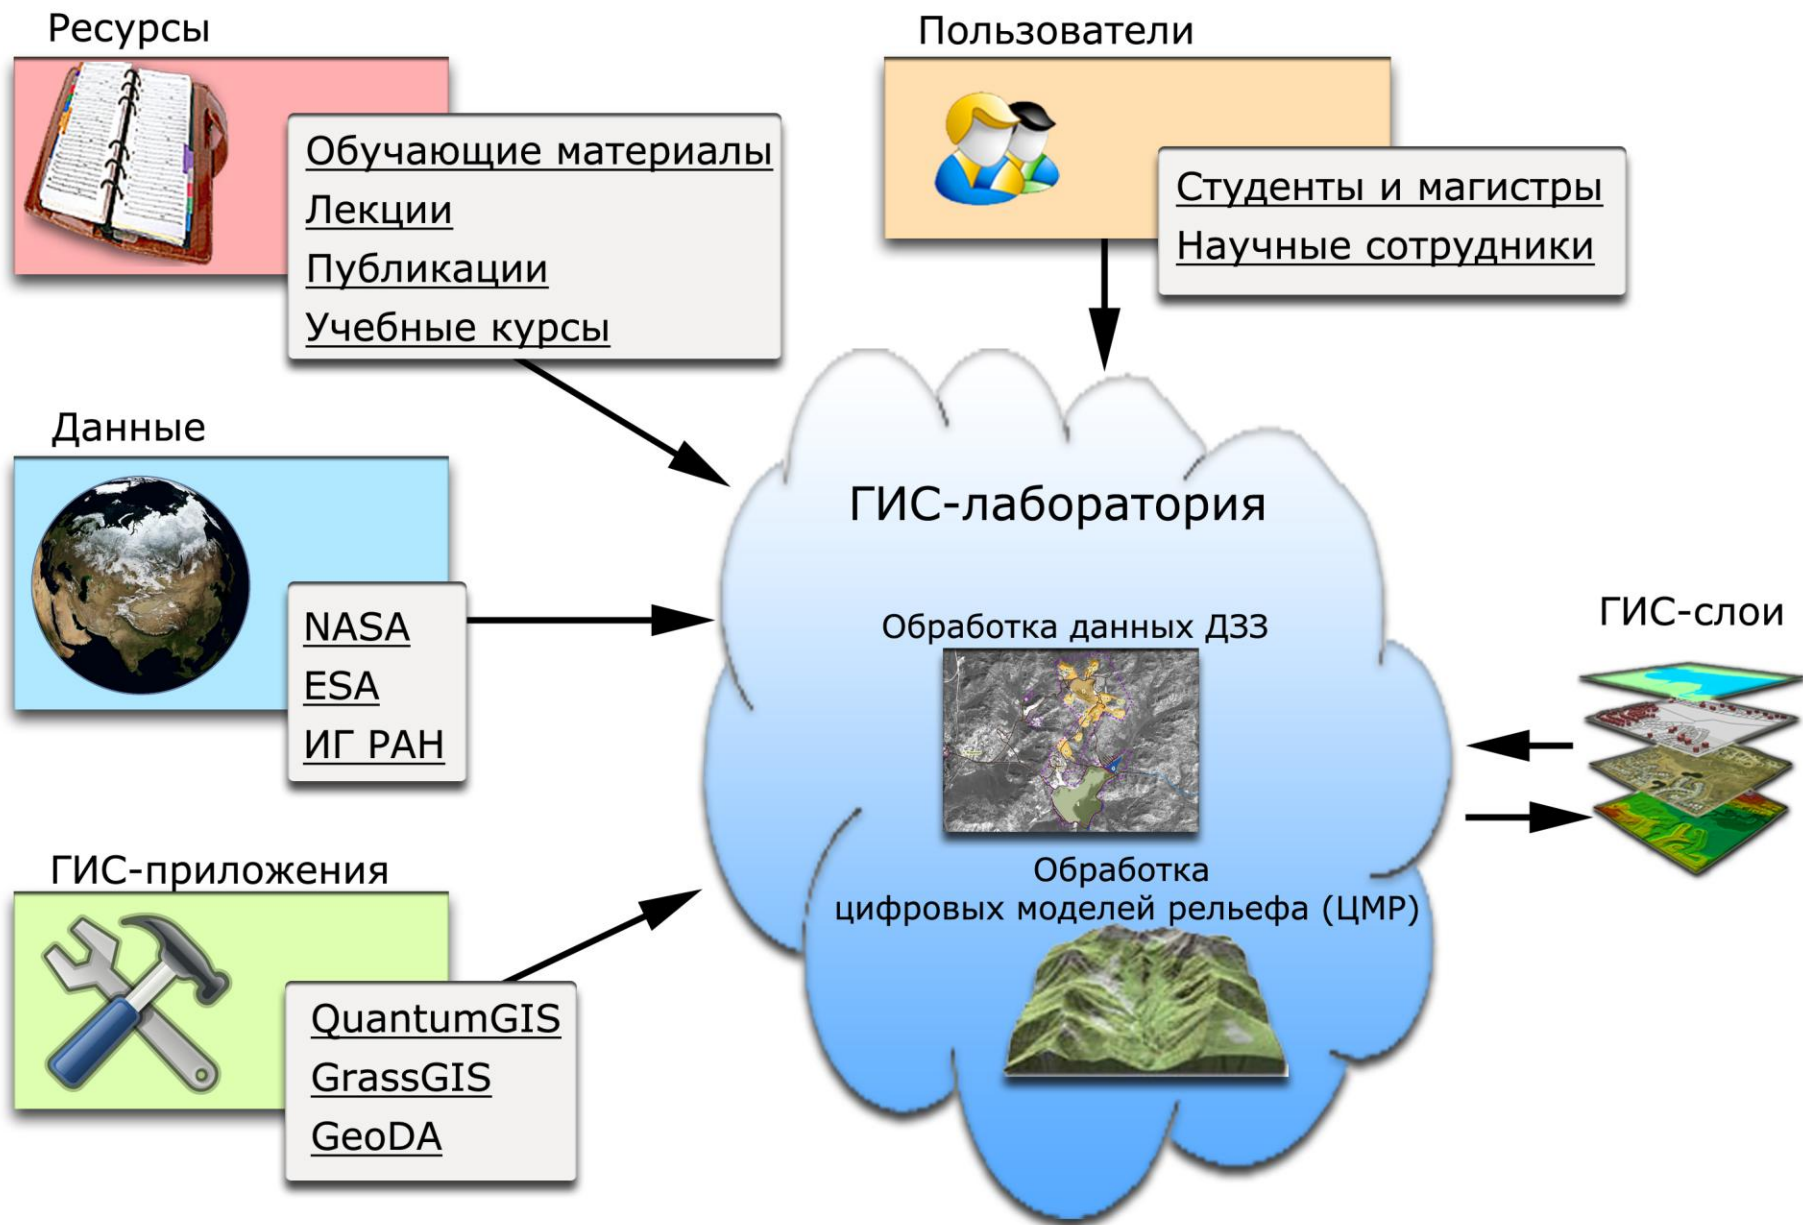 Ресурсы
Обучающие материалы
Лекции
Публикации
Учебные курсы
Пользователи
Студенты и магистры
Научные сотрудники
Данные
NASA
ESA
ИГ РАН
ГИС-приложения
QuantumGIS
GrassGIS
GeoDA
ГИС-лаборатория
Обработка данных ДЗЗ
Обработка
цифровых моделей рельефа (ЦМР)
ГИС-слои